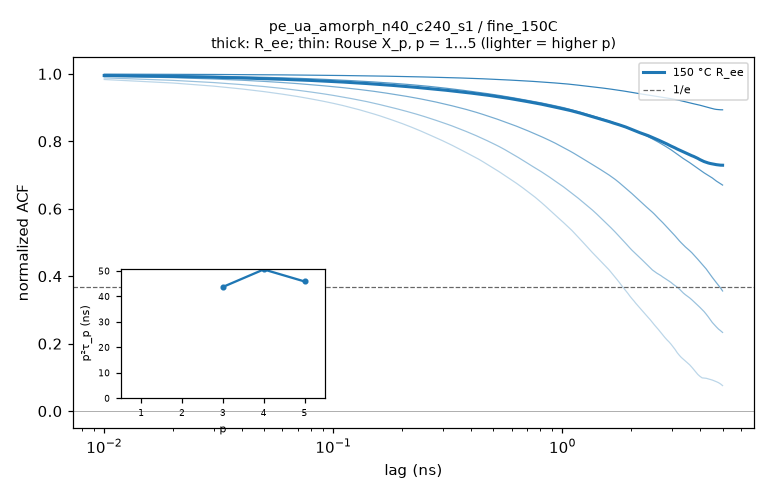 pe_ua_amorph_n40_c240_s1 / fine_150C
thick: R_ee; thin: Rouse X_p, p = 1...5 (lighter = higher p)
150 °C R_ee
1/e
normalized ACF
1.0
0.8
0.6
0.4
0.2
0.0
p²τ_p (ns)
50
40
30
20
10
0
1 2 3 4 5
p
10⁻² 10⁻¹ 10⁰
lag (ns)